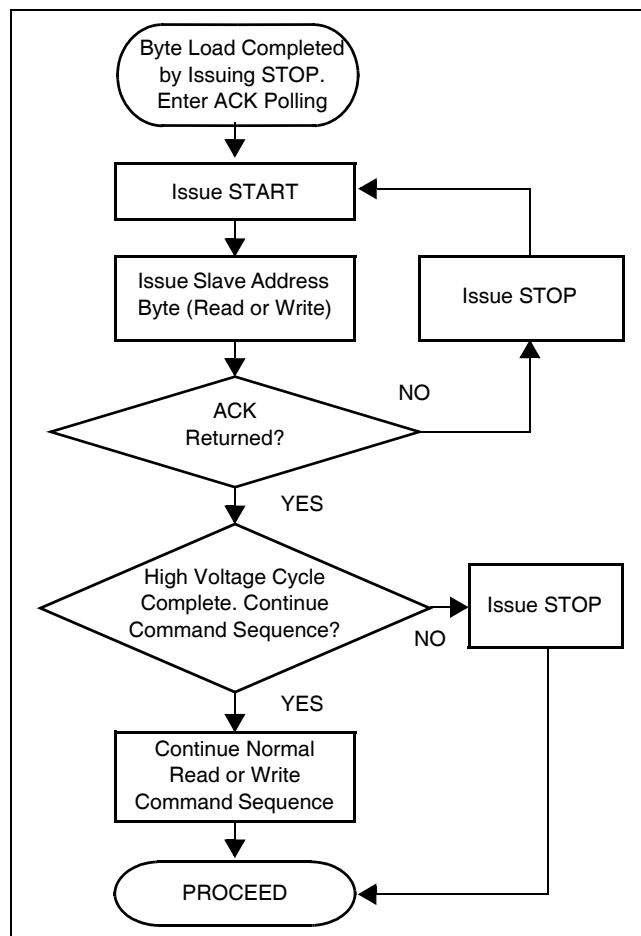 Byte Load Completed
by Issuing STOP.
Enter ACK Polling
Issue START
Issue Slave Address
Byte (Read or Write)
Issue STOP
ACK
Returned?
NO
YES
High Voltage Cycle
Complete. Continue
Command Sequence?
Issue STOP
NO
YES
Continue Normal
Read or Write
Command Sequence
PROCEED